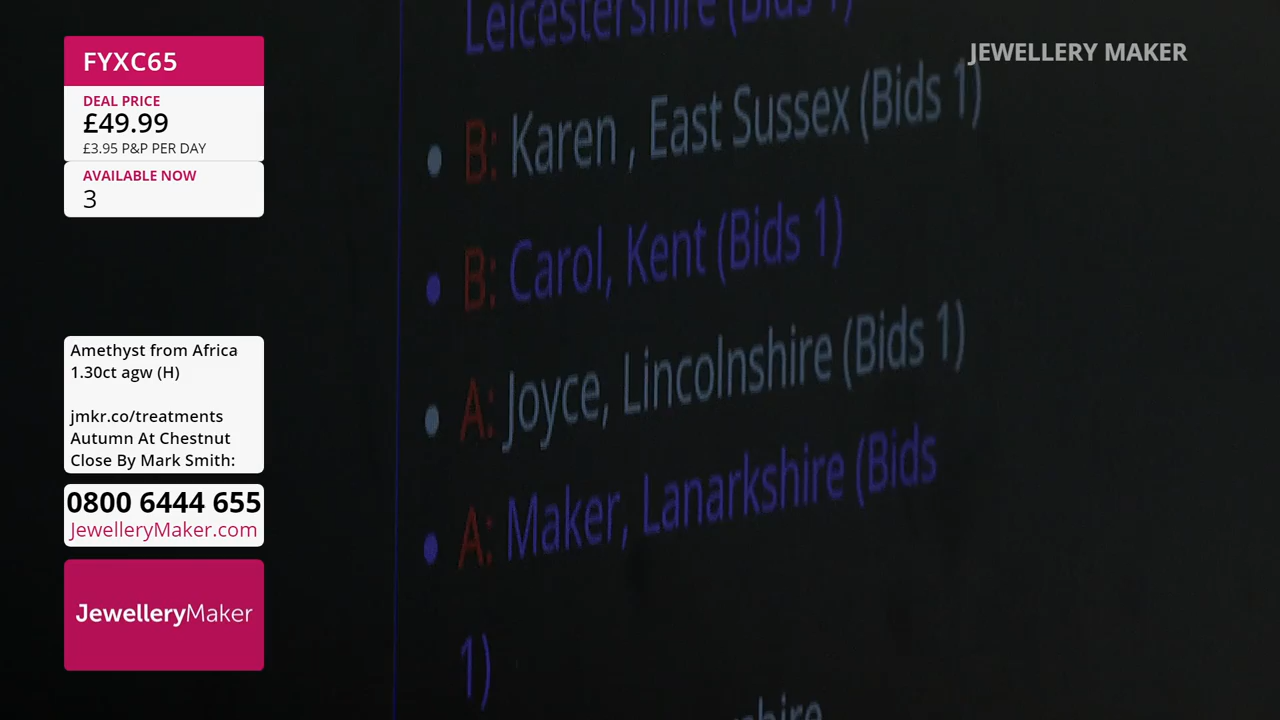 FYXC65
DEAL PRICE
£49.99
£3.95 P&P PER DAY
AVAILABLE NOW
3
Amethyst from Africa
1.30ct agw (H)
jmkr.co/treatments
Autumn At Chestnut
Close By Mark Smith:
0800 6444 655
JewelleryMaker.com
JewelleryMaker
JEWELLERY MAKER
Leicestershire (Bids 1)
• B: Karen , East Sussex (Bids 1)
• B: Carol, Kent (Bids 1)
• A: Joyce, Lincolnshire (Bids 1)
• A: Maker, Lanarkshire (Bids
1)